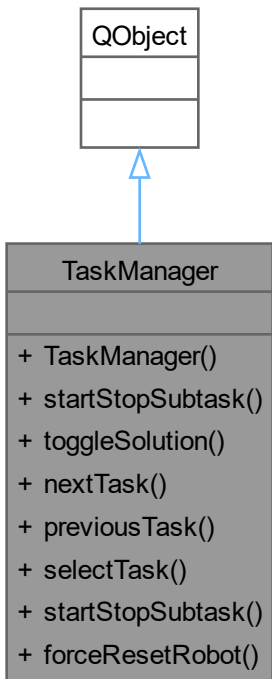 QObject
TaskManager
+ TaskManager()
+ startStopSubtask()
+ toggleSolution()
+ nextTask()
+ previousTask()
+ selectTask()
+ startStopSubtask()
+ forceResetRobot()